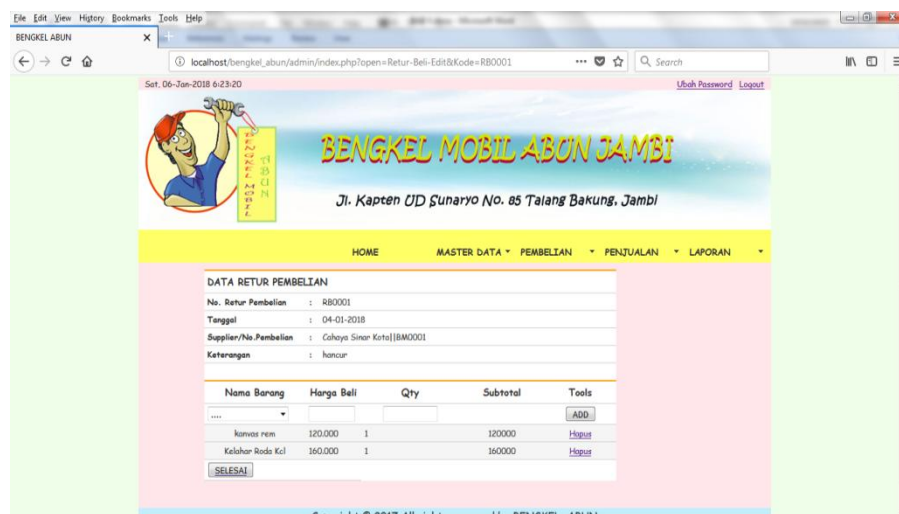 File Edit View History Bookmarks Tools Help
BENGKEL ABUN
localhost/bengkel_abun/admin/index.php?open=Retur-Beli-Edit&Kode=RB0001
Search
Sat, 06-Jan-2018 6:23:20
Ubah Password Logout
BENGKEL MOBIL
ABUN
BENGKEL MOBIL ABUN JAMBI
Jl. Kapten UD Sunaryo No. 85 Talang Bakung, Jambi
HOME MASTER DATA PEMBELIAN PENJUALAN LAPORAN
DATA RETUR PEMBELIAN
No. Retur Pembelian : RB0001
Tanggal : 04-01-2018
Supplier/No.Pembelian : Cahaya Sinar Koto||BM0001
Keterangan : hancur
Nama Barang Harga Beli Qty Subtotal Tools
.... ADD
kanvas rem 120.000 1 120000 Hapus
Kelahar Roda Kcl 160.000 1 160000 Hapus
SELESAI